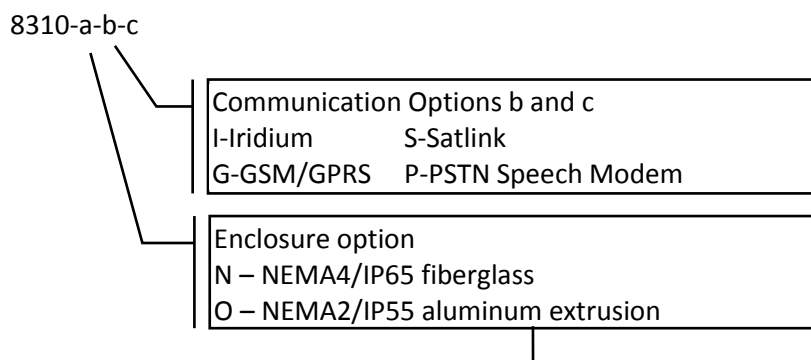 8310-a-b-c
Communication Options b and c
I-Iridium S-Satlink
G-GSM/GPRS P-PSTN Speech Modem
Enclosure option
N – NEMA4/IP65 fiberglass
O – NEMA2/IP55 aluminum extrusion